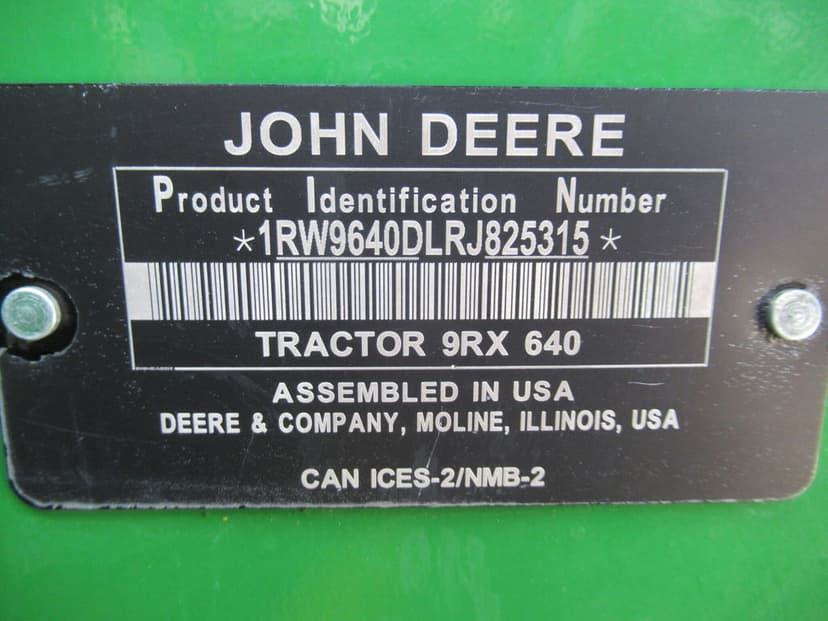 JOHN DEERE
Product Identification Number
*1RW9640DLRJ825315*
TRACTOR 9RX 640
ASSEMBLED IN USA
DEERE & COMPANY, MOLINE, ILLINOIS, USA
CAN ICES-2/NMB-2